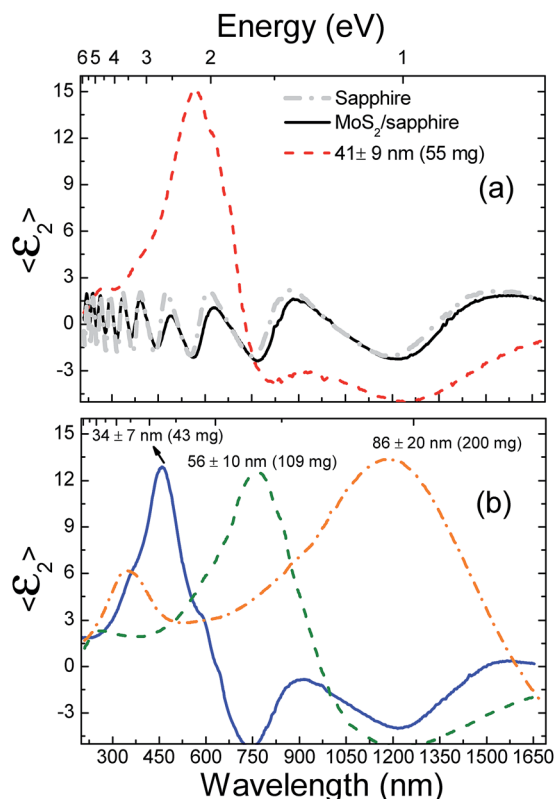 Energy (eV)
6 5 4 3 2 1
15
12
9
6
3
0
-3
<ε2>
Sapphire
MoS2/sapphire
41± 9 nm (55 mg)
(a)
15
12
9
6
3
0
-3
<ε2>
34 ± 7 nm (43 mg)
56 ± 10 nm (109 mg)
86 ± 20 nm (200 mg)
(b)
300 450 600 750 900 1050 1200 1350 1500 1650
Wavelength (nm)